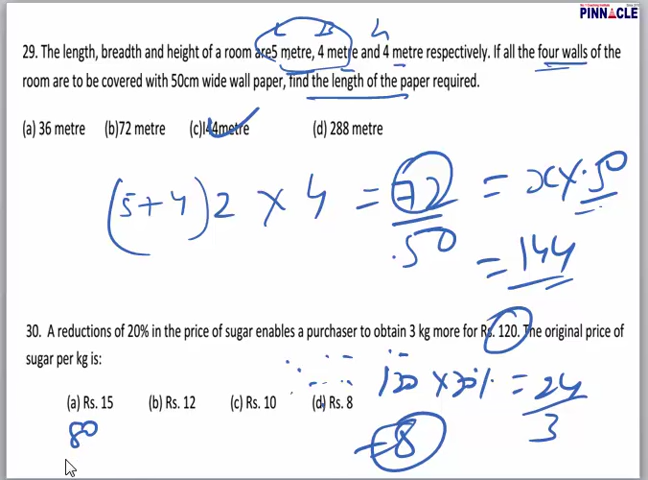 PINNACLE
L B H
29. The length, breadth and height of a room are5 metre, 4 metre and 4 metre respectively. If all the four walls of the
room are to be covered with 50cm wide wall paper, find the length of the paper required.
(a) 36 metre (b)72 metre (c)144metre (d) 288 metre
(5+4)2 × 4 = 72 = x × .50
.50
= 144
30. A reductions of 20% in the price of sugar enables a purchaser to obtain 3 kg more for Rs. 120. The original price of
sugar per kg is:
120 × 20% = 24
3
(a) Rs. 15 (b) Rs. 12 (c) Rs. 10 (d) Rs. 8
80
8